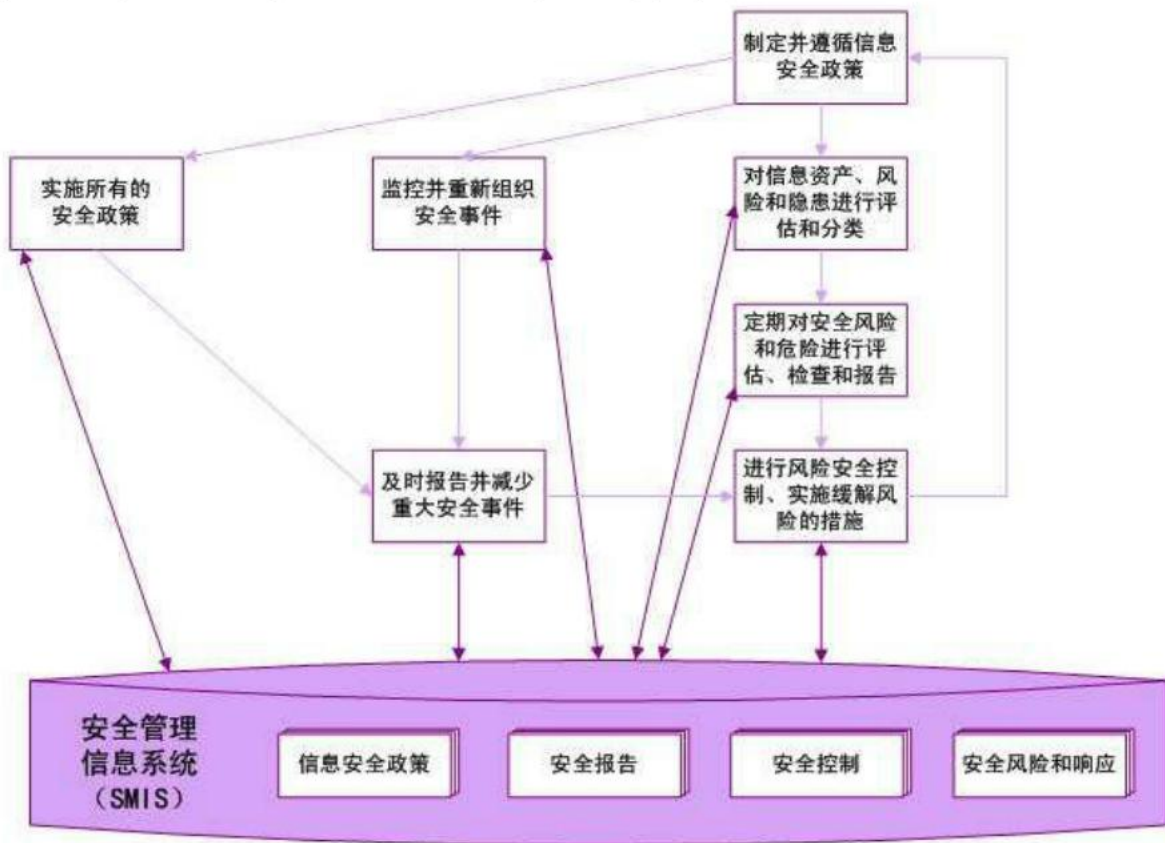 制定并遵循信息
安全政策
实施所有的
安全政策
监控并重新组织
安全事件
对信息资产、风
险和隐患进行评
估和分类
定期对安全风险
和危险进行评
估、检查和报告
及时报告并减少
重大安全事件
进行风险安全控
制、实施缓解风
险的措施
安全管理
信息系统
（SMIS）
信息安全政策
安全报告
安全控制
安全风险和响应